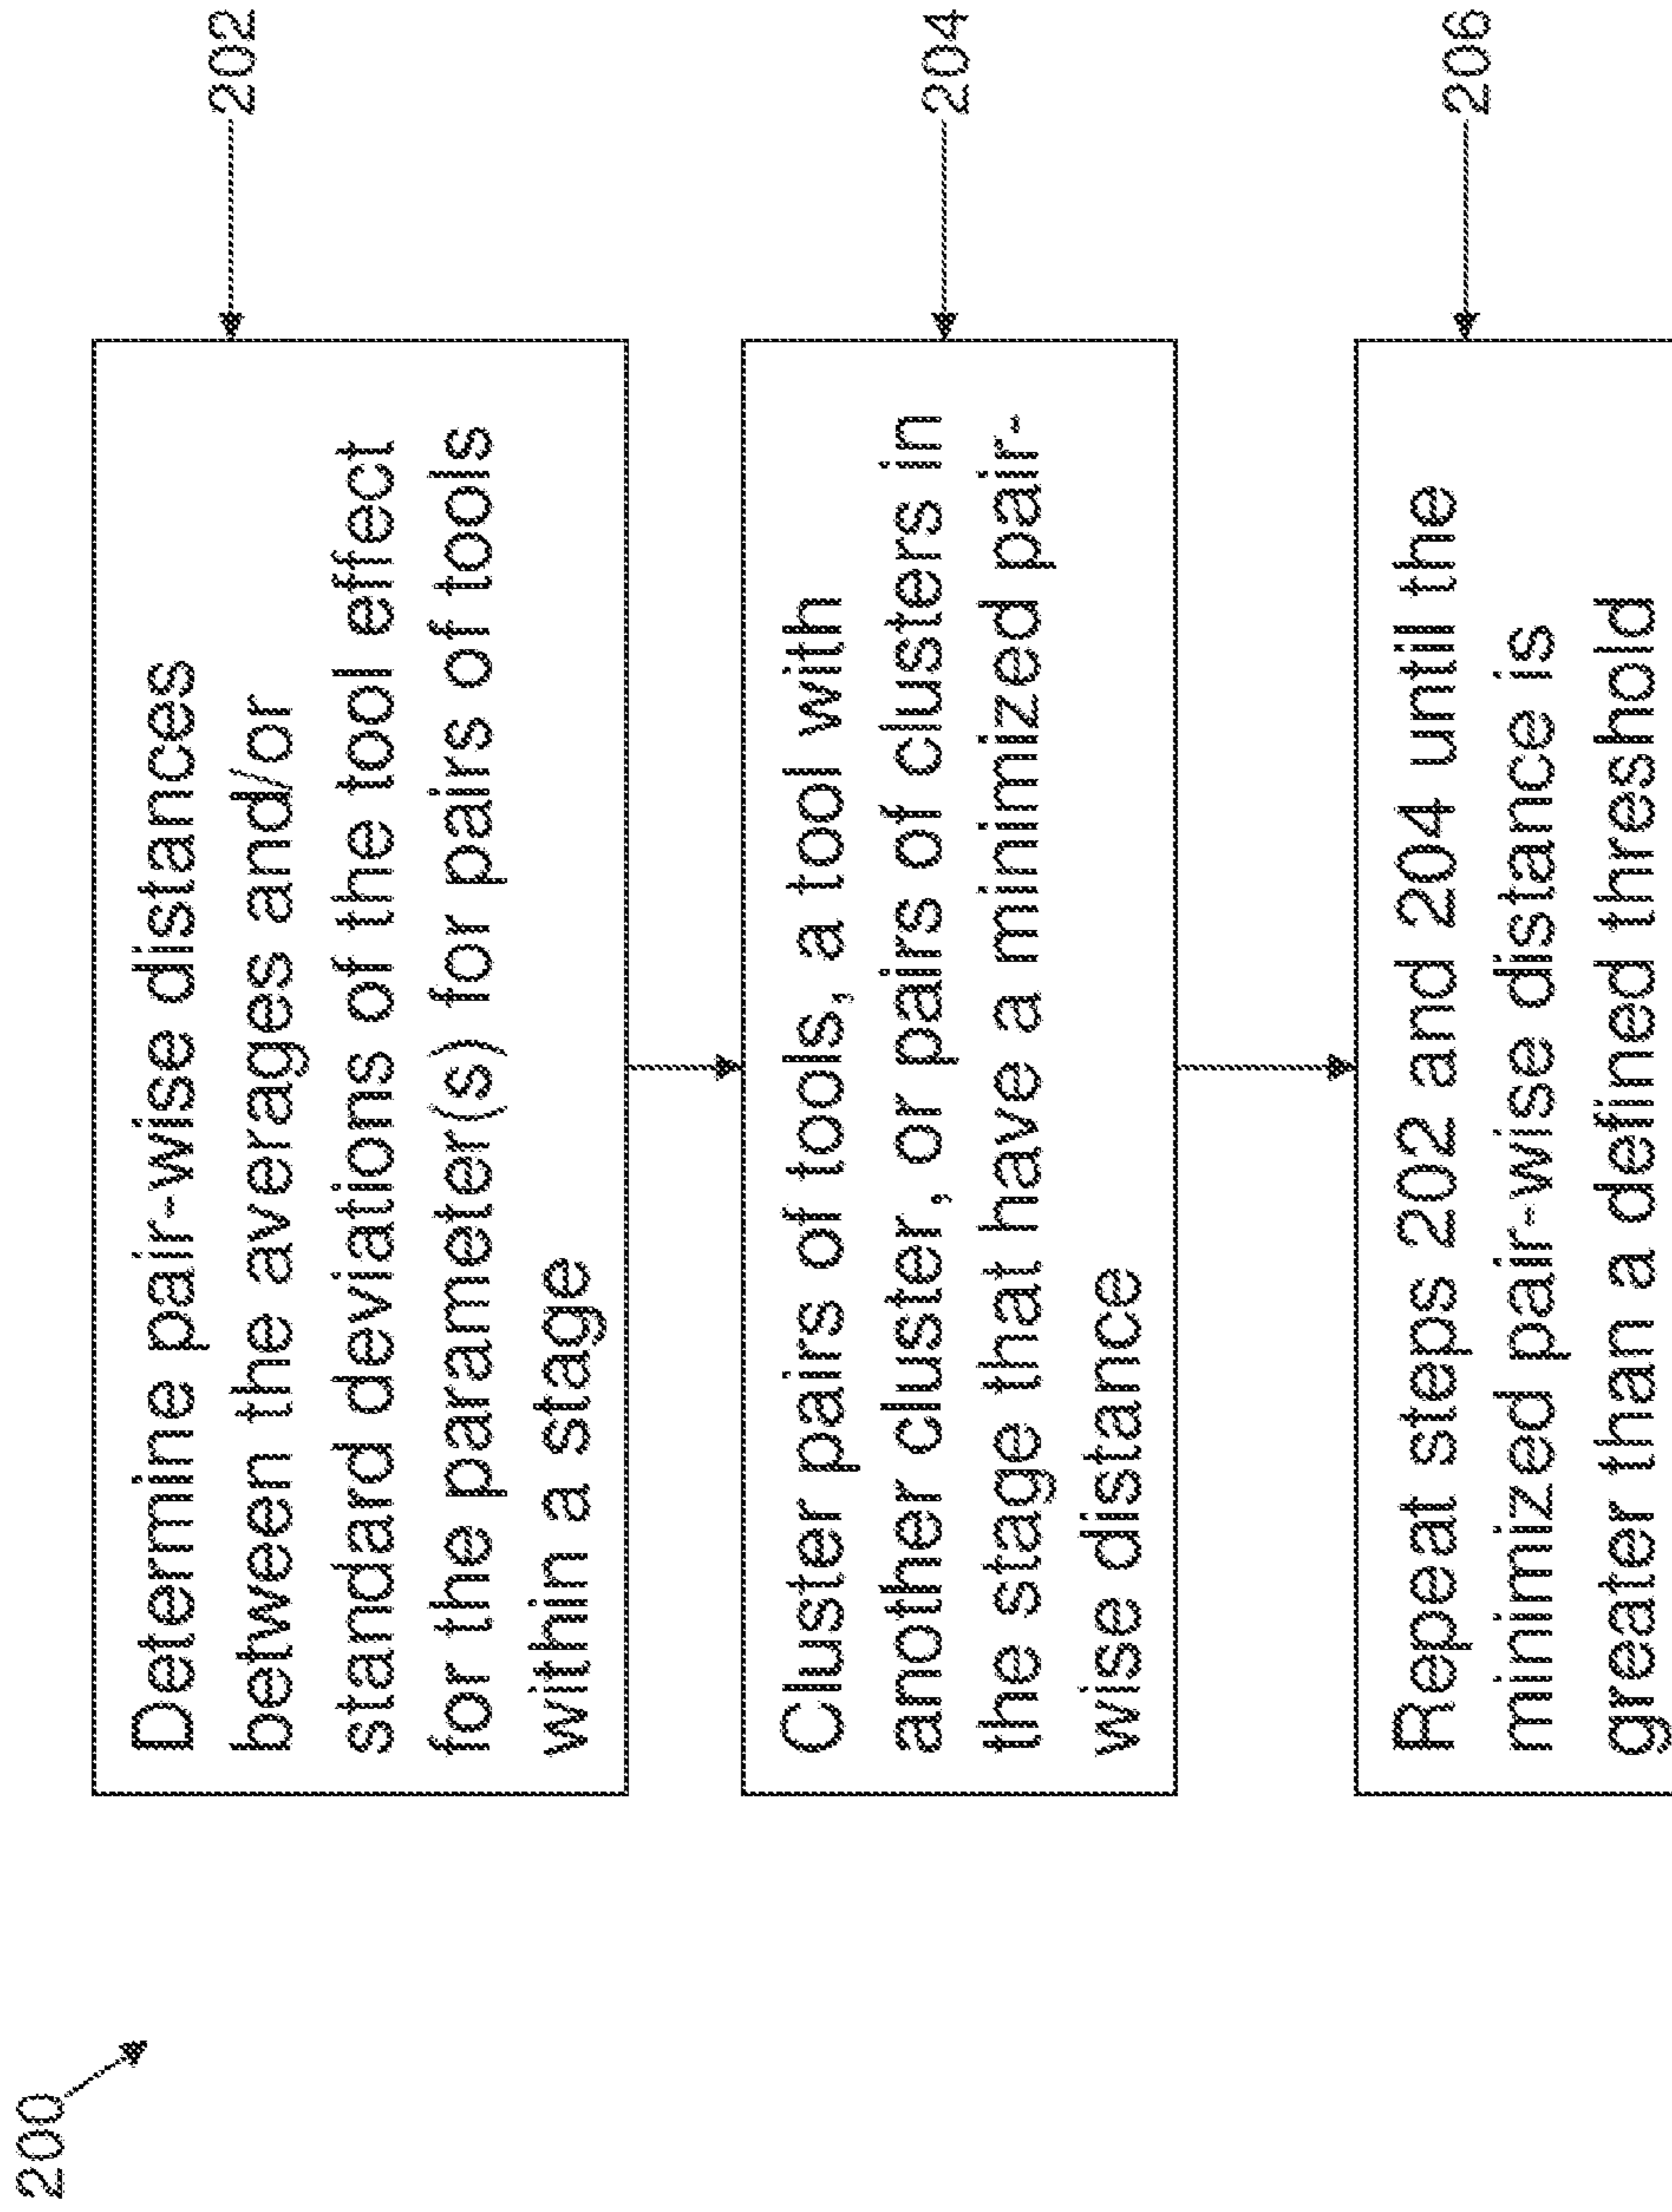 200
Determine pair-wise distances
between the averages and/or
standard deviations of the tool effect
for the parameter(s) for pairs of tools
within a stage
202
Cluster pairs of tools, a tool with
another cluster, or pairs of clusters in
the stage that have a minimized pair-
wise distance
204
Repeat steps 202 and 204 until the
minimized pair-wise distance is
greater than a defined threshold
206